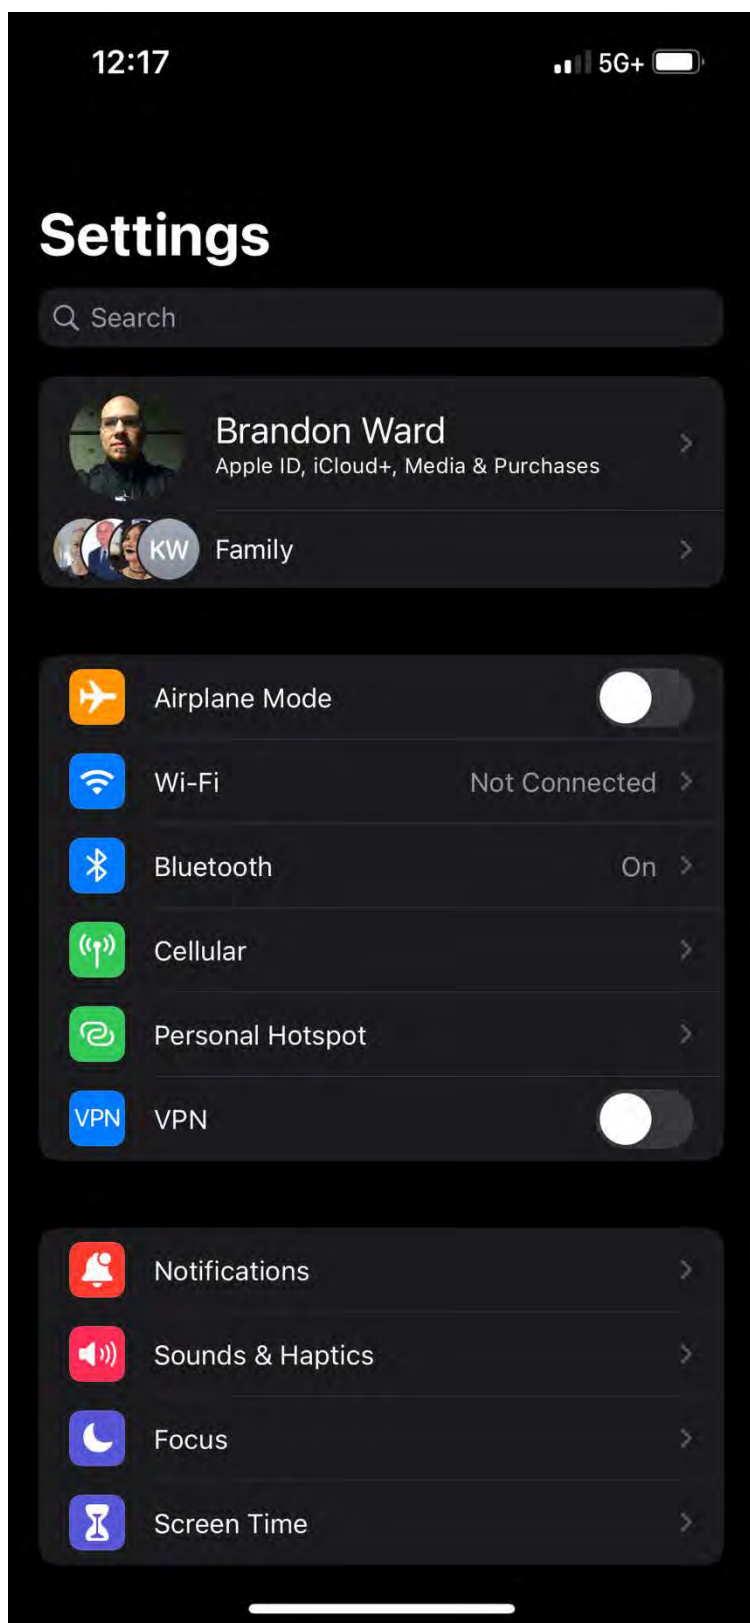 12:17 5G+
Settings
Search
Brandon Ward
Apple ID, iCloud+, Media & Purchases
KW Family
Airplane Mode
Wi-Fi Not Connected
Bluetooth On
Cellular
Personal Hotspot
VPN VPN
Notifications
Sounds & Haptics
Focus
Screen Time